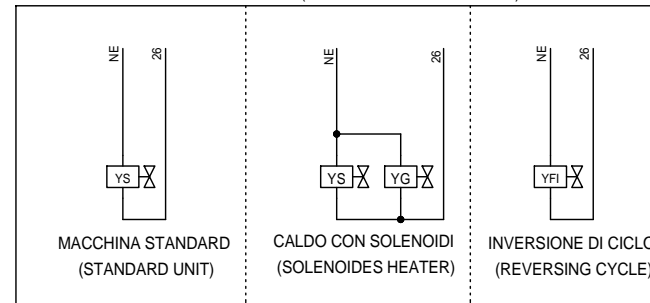 NE
26
NE
26
NE
26
YS
YS
YG
YFI
MACCHINA STANDARD
(STANDARD UNIT)
CALDO CON SOLENOIDI
(SOLENOIDES HEATER)
INVERSIONE DI CICLO
(REVERSING CYCLE)